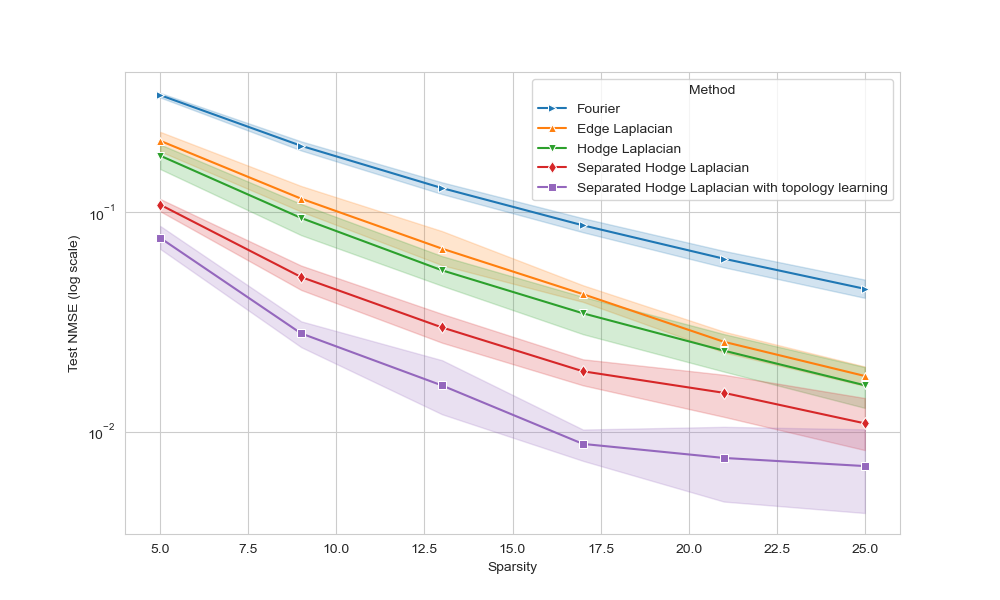 Method
Fourier
Edge Laplacian
Hodge Laplacian
Separated Hodge Laplacian
Separated Hodge Laplacian with topology learning
Test NMSE (log scale)
10⁻¹
10⁻²
5.0 7.5 10.0 12.5 15.0 17.5 20.0 22.5 25.0
Sparsity